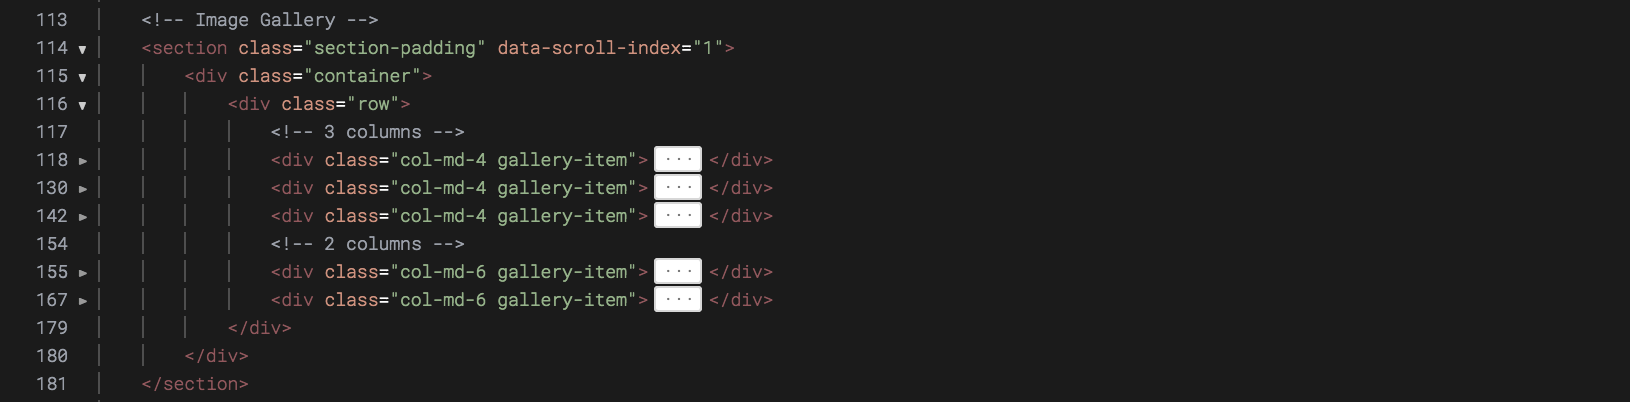 113 <!-- Image Gallery -->
114 ▼ <section class="section-padding" data-scroll-index="1">
115 ▼ <div class="container">
116 ▼ <div class="row">
117 <!-- 3 columns -->
118 ▶ <div class="col-md-4 gallery-item"> ··· </div>
130 ▶ <div class="col-md-4 gallery-item"> ··· </div>
142 ▶ <div class="col-md-4 gallery-item"> ··· </div>
154 <!-- 2 columns -->
155 ▶ <div class="col-md-6 gallery-item"> ··· </div>
167 ▶ <div class="col-md-6 gallery-item"> ··· </div>
179 </div>
180 </div>
181 </section>